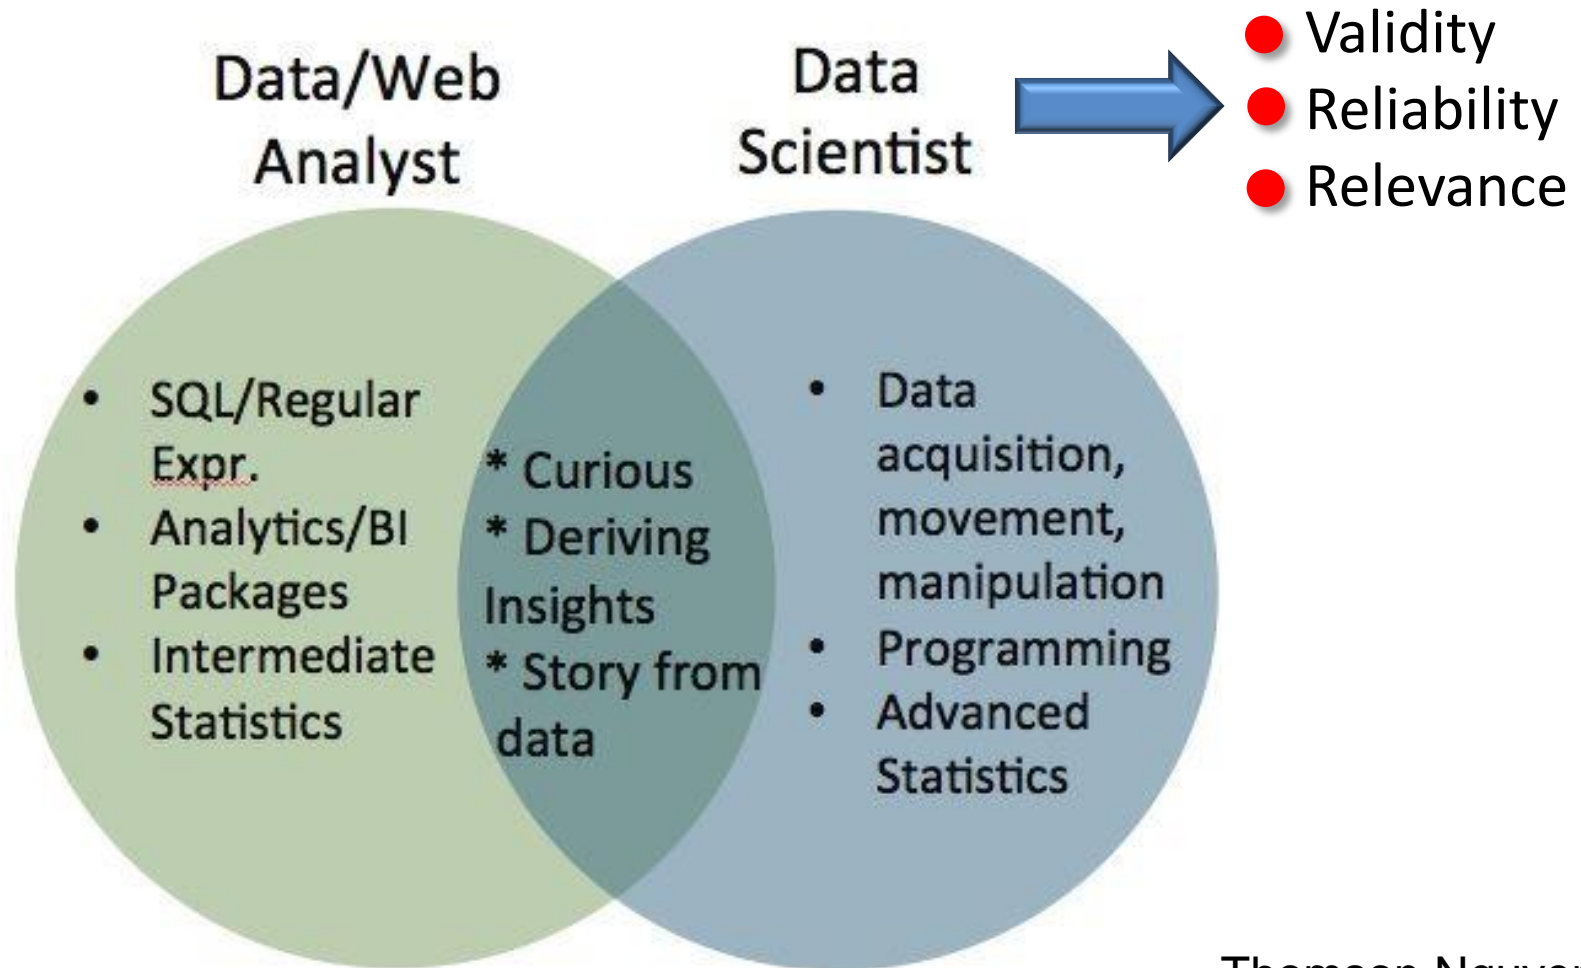 Data/Web
Analyst
Data
Scientist
Validity
Reliability
Relevance
• SQL/Regular
Expr.
• Analytics/BI
Packages
• Intermediate
Statistics
* Curious
* Deriving
Insights
* Story from
data
• Data
acquisition,
movement,
manipulation
• Programming
• Advanced
Statistics